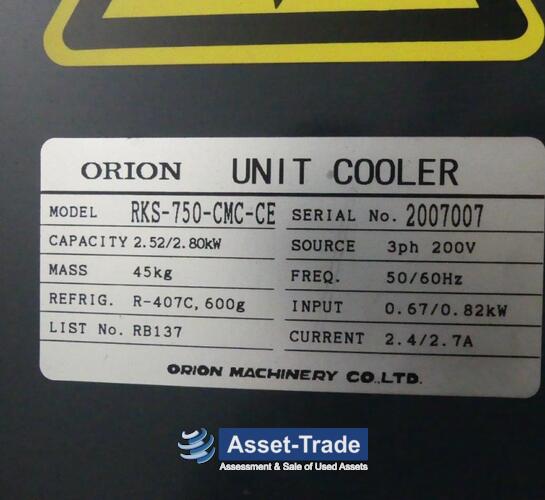 ORION UNIT COOLER
MODEL RKS-750-CMC-CE SERIAL No. 2007007
CAPACITY 2.52/2.80kW SOURCE 3ph 200V
MASS 45kg FREQ. 50/60Hz
REFRIG. R-407C, 600g INPUT 0.67/0.82kW
LIST No. RB137 CURRENT 2.4/2.7A
ORION MACHINERY CO.,LTD.
Asset-Trade
Assessment & Sale of Used Assets